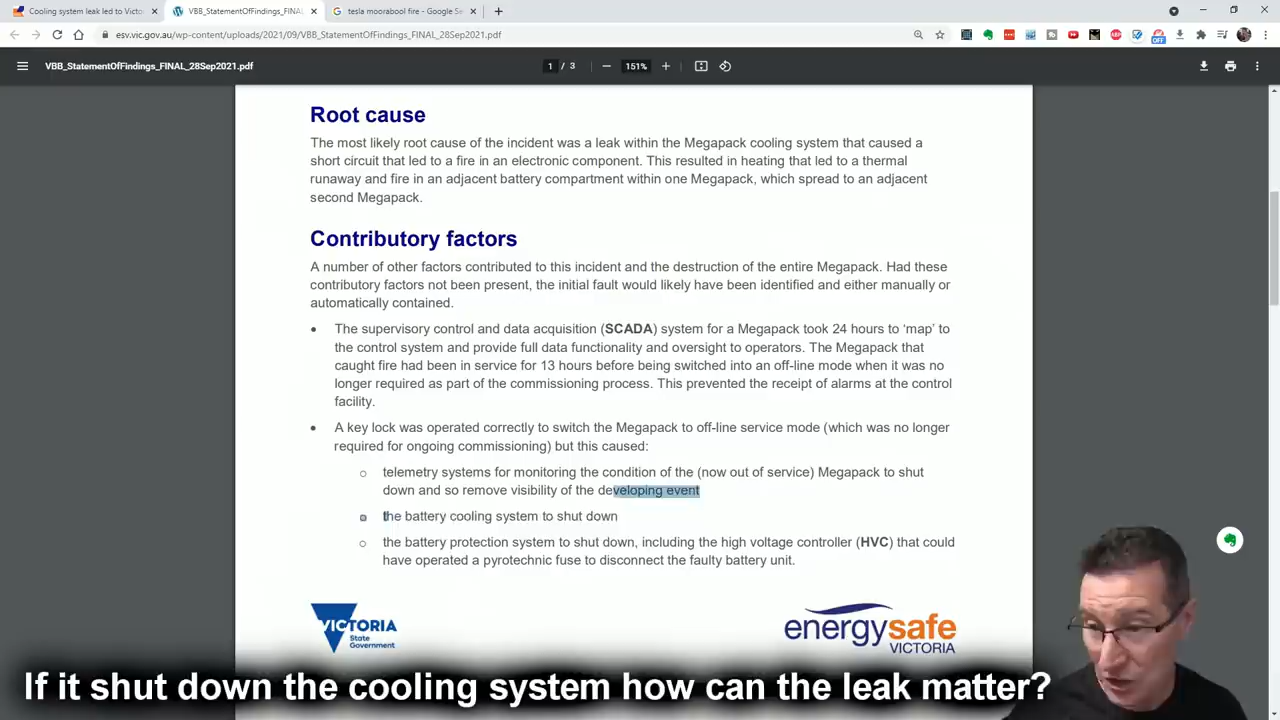 Cooling system leak led to Victor
VBB_StatementOfFindings_FINAL_
tesla moorabool fire - Google Se
esv.vic.gov.au/wp-content/uploads/2021/09/VBB_StatementOfFindings_FINAL_28Sep2021.pdf
VBB_StatementOfFindings_FINAL_28Sep2021.pdf
1 / 3
151%
Root cause
The most likely root cause of the incident was a leak within the Megapack cooling system that caused a
short circuit that led to a fire in an electronic component. This resulted in heating that led to a thermal
runaway and fire in an adjacent battery compartment within one Megapack, which spread to an adjacent
second Megapack.
Contributory factors
A number of other factors contributed to this incident and the destruction of the entire Megapack. Had these
contributory factors not been present, the initial fault would likely have been identified and either manually or
automatically contained.
• The supervisory control and data acquisition (SCADA) system for a Megapack took 24 hours to ‘map’ to
the control system and provide full data functionality and oversight to operators. The Megapack that
caught fire had been in service for 13 hours before being switched into an off-line mode when it was no
longer required as part of the commissioning process. This prevented the receipt of alarms at the control
facility.
• A key lock was operated correctly to switch the Megapack to off-line service mode (which was no longer
required for ongoing commissioning) but this caused:
o telemetry systems for monitoring the condition of the (now out of service) Megapack to shut
down and so remove visibility of the developing event
o the battery cooling system to shut down
o the battery protection system to shut down, including the high voltage controller (HVC) that could
have operated a pyrotechnic fuse to disconnect the faulty battery unit.
VICTORIA
State
Government
energysafe
VICTORIA
If it shut down the cooling system how can the leak matter?